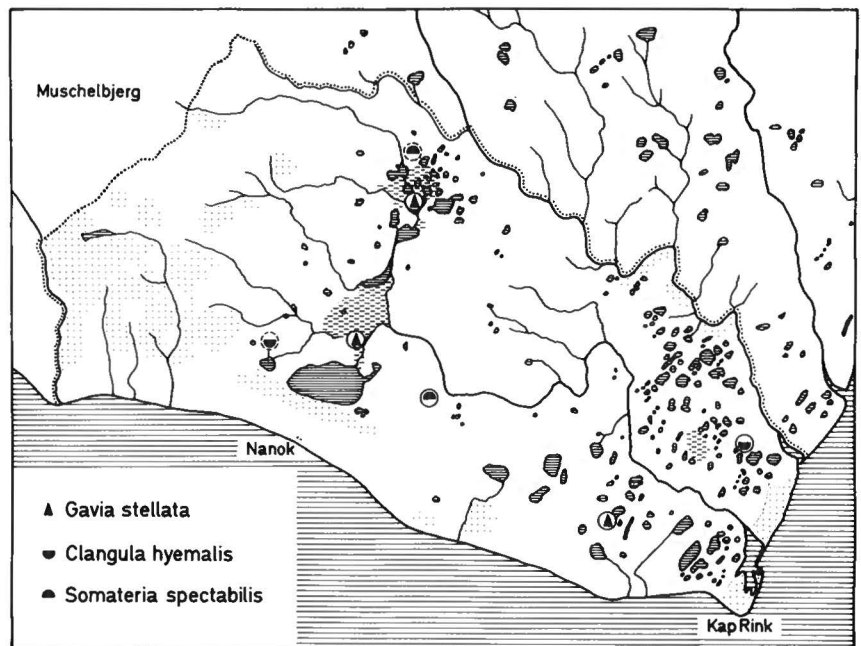 Muschelbjerg
Nanok
Gavia stellata
Clangula hyemalis
Somateria spectabilis
Kap Rink